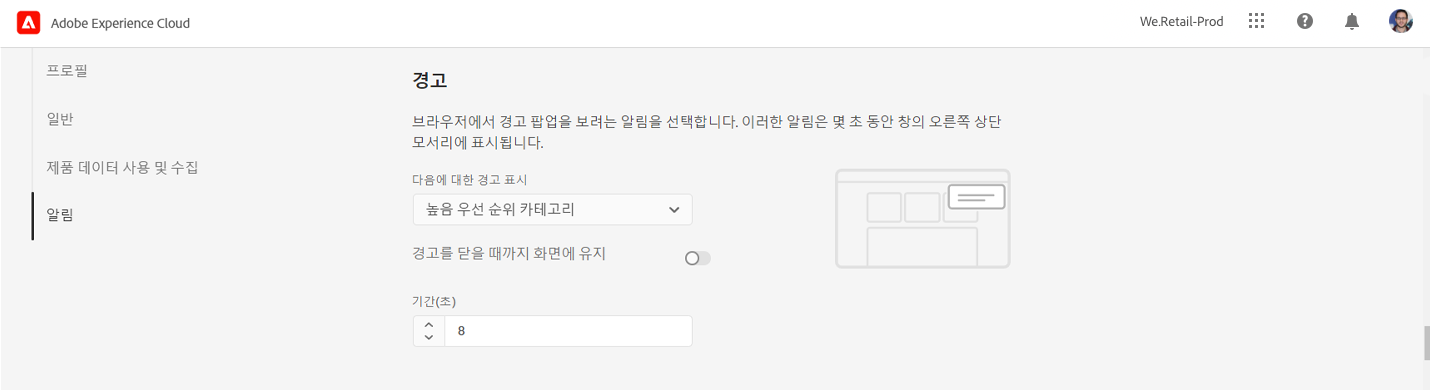 Adobe Experience Cloud
We.Retail-Prod
프로필
일반
제품 데이터 사용 및 수집
알림
경고
브라우저에서 경고 팝업을 보려는 알림을 선택합니다. 이러한 알림은 몇 초 동안 창의 오른쪽 상단
모서리에 표시됩니다.
다음에 대한 경고 표시
높음 우선 순위 카테고리
경고를 닫을 때까지 화면에 유지
기간(초)
8